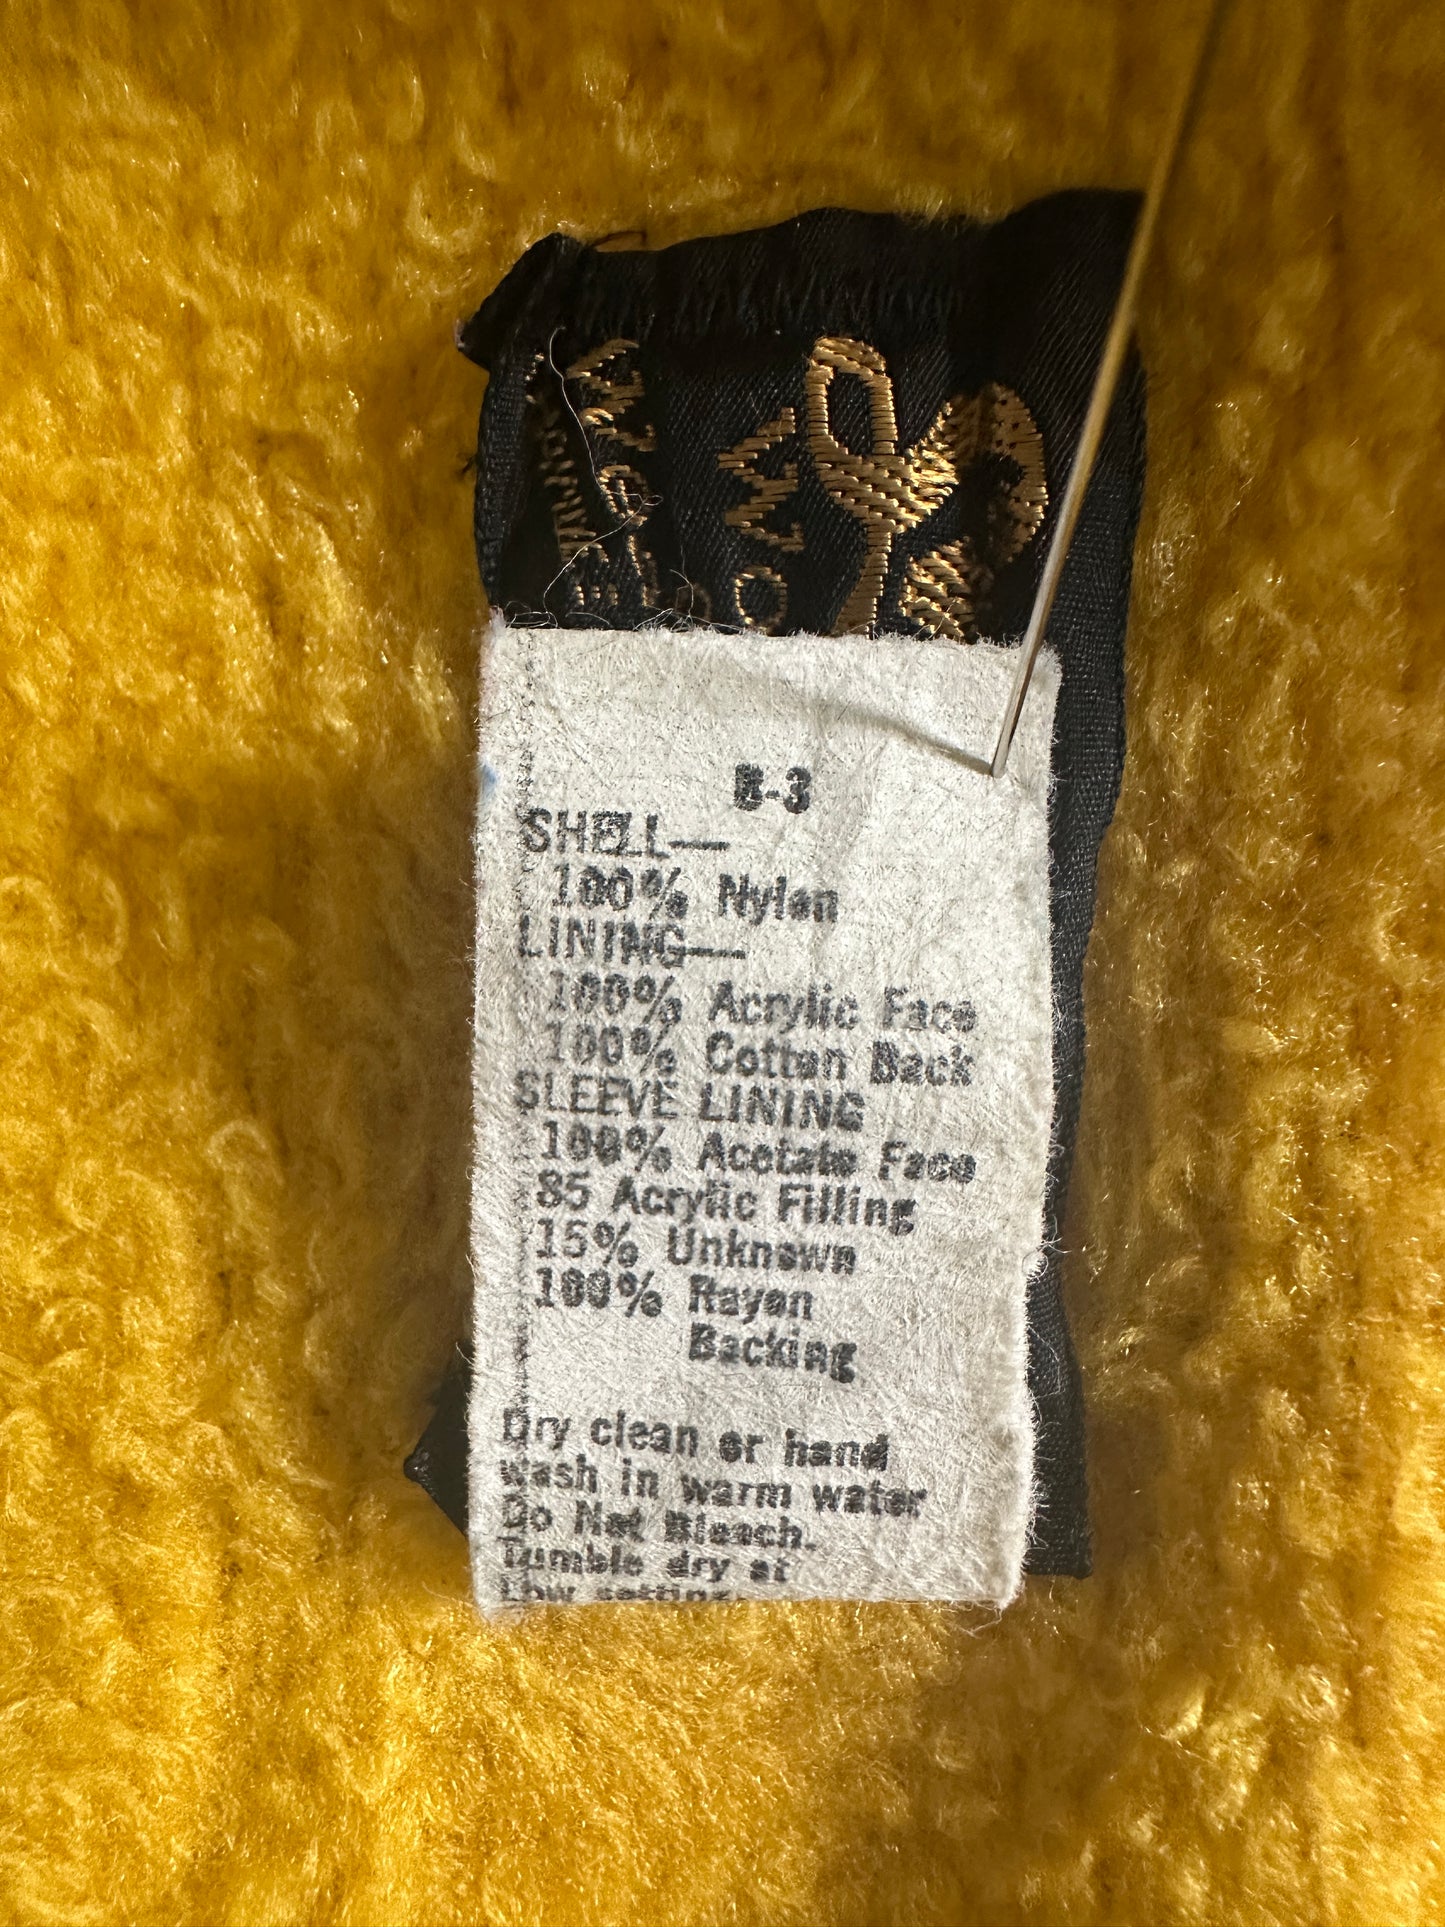 B-3
SHELL—
100% Nylon
LINING—
100% Acrylic Face
100% Cotton Back
SLEEVE LINING
100% Acetate Face
85 Acrylic Filling
15% Unknown
100% Rayon
Backing
Dry clean or hand
wash in warm water
Do Not Bleach.
Tumble dry at
Low setting.